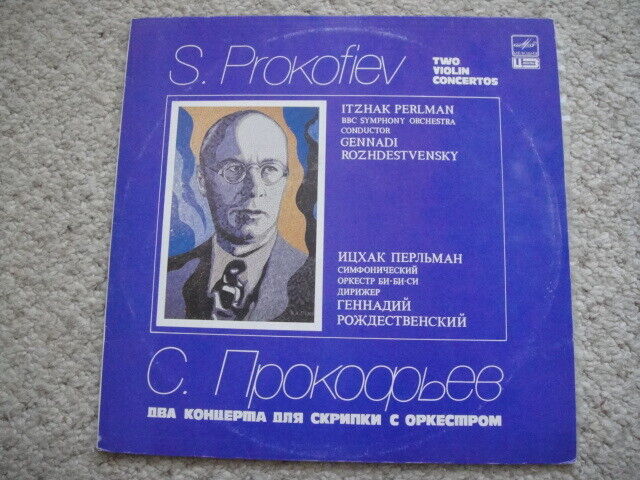 S. Prokofiev
TWO
VIOLIN
CONCERTOS
ITZHAK PERLMAN
BBC SYMPHONY ORCHESTRA
CONDUCTOR
GENNADI
ROZHDESTVENSKY
ИЦХАК ПЕРЛЬМАН
СИМФОНИЧЕСКИЙ
ОРКЕСТР БИ-БИ-СИ
ДИРИЖЕР
ГЕННАДИЙ
РОЖДЕСТВЕНСКИЙ
С. Прокофьев
ДВА КОНЦЕРТА ДЛЯ СКРИПКИ С ОРКЕСТРОМ